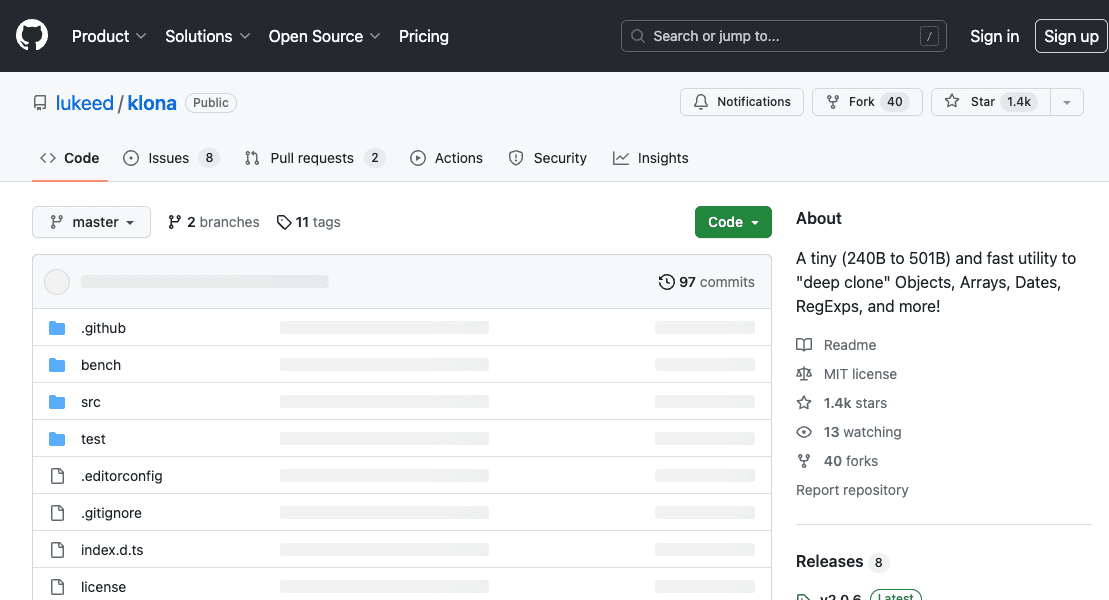 Product Solutions Open Source Pricing Search or jump to... / Sign in Sign up
lukeed / klona Public Notifications Fork 40 Star 1.4k
Code Issues 8 Pull requests 2 Actions Security Insights
master 2 branches 11 tags Code
97 commits
.github
bench
src
test
.editorconfig
.gitignore
index.d.ts
license
About
A tiny (240B to 501B) and fast utility to
"deep clone" Objects, Arrays, Dates,
RegExps, and more!
Readme
MIT license
1.4k stars
13 watching
40 forks
Report repository
Releases 8
v2.0.6 Latest